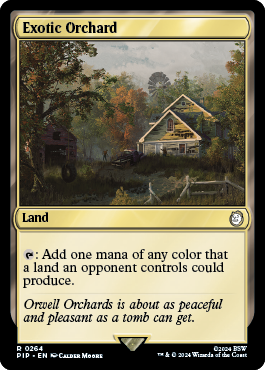 Exotic Orchard
Land
: Add one mana of any color that
a land an opponent controls could
produce.
Orwell Orchards is about as peaceful
and pleasant as a tomb can get.
R 0264
PIP • EN CALDER MOORE
©2024 BSW
™ & © 2024 Wizards of the Coast